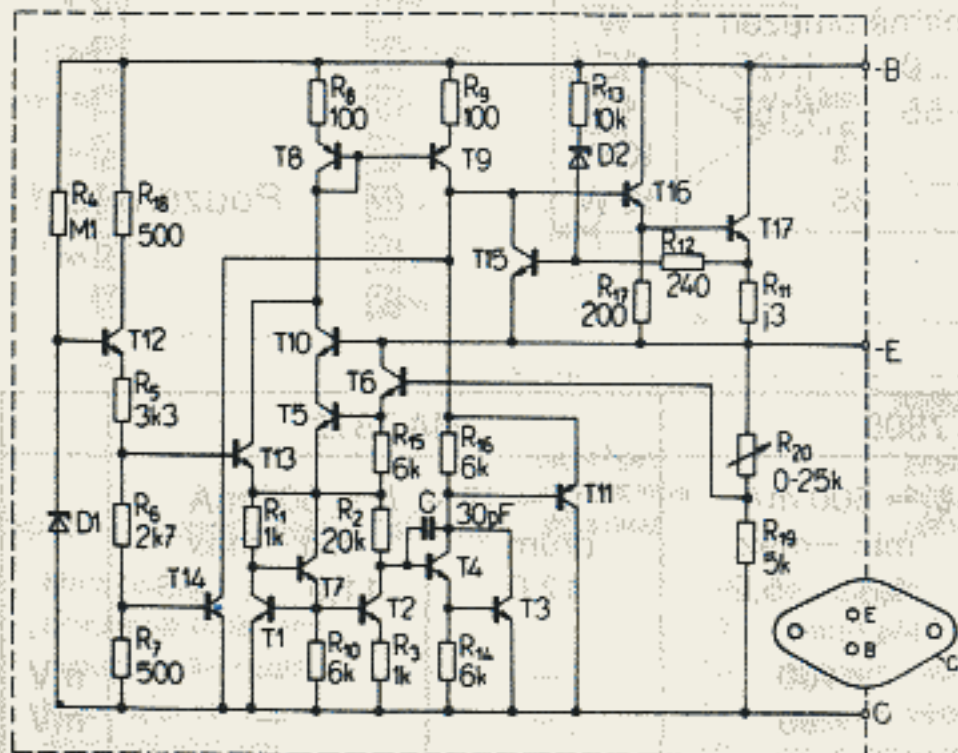 -B
R8
100
R9
100
R13
10k
T8
T9
D2
R4
M1
R18
500
T16
T17
T15
R12
240
R17
200
R11
j3
T12
T10
-E
R5
3k3
T6
T5
R15
6k
R16
6k
R20
0-25k
T13
T11
D1
R6
2k7
R1
1k
R2
20k
C
30pF
R19
5k
T14
T7
T4
T1
T2
T3
R7
500
R10
6k
R3
1k
R14
6k
E
B
C
C